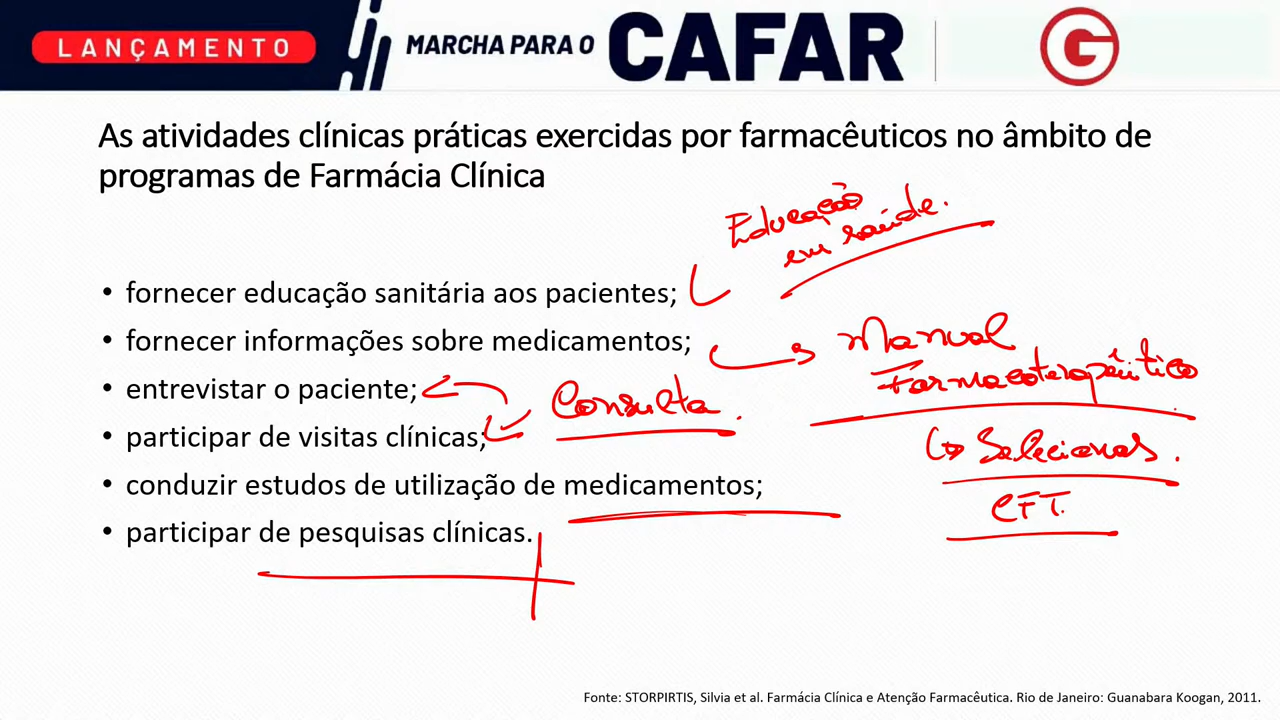 LANÇAMENTO
MARCHA PARA O
CAFAR
G
As atividades clínicas práticas exercidas por farmacêuticos no âmbito de
programas de Farmácia Clínica
Educação
em saúde.
• fornecer educação sanitária aos pacientes;
• fornecer informações sobre medicamentos;
Manual
Farmacoterapêutico
• entrevistar o paciente;
Consulta.
• participar de visitas clínicas;
• conduzir estudos de utilização de medicamentos;
CFT.
• participar de pesquisas clínicas.
Fonte: STORPIRTIS, Silvia et al. Farmácia Clínica e Atenção Farmacêutica. Rio de Janeiro: Guanabara Koogan, 2011.